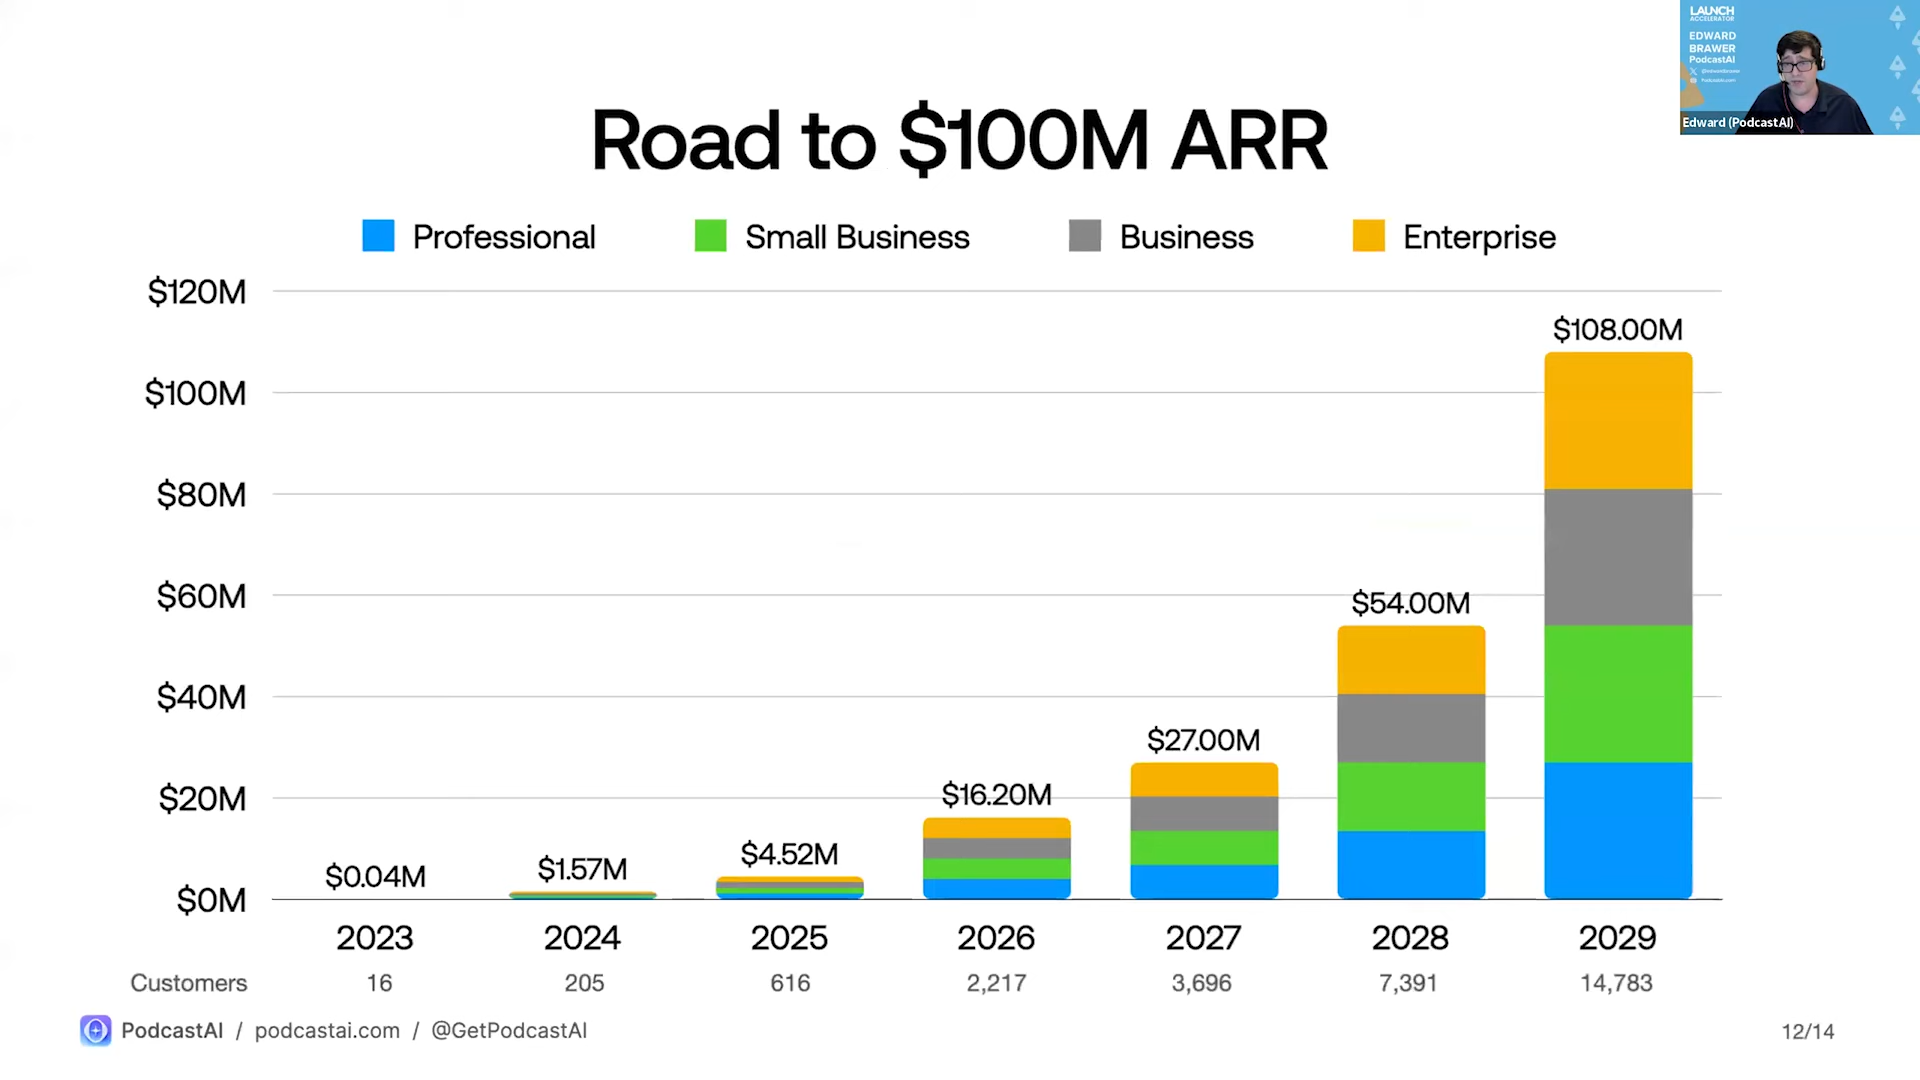 LAUNCH
ACCELERATOR
EDWARD
BRAWER
PodcastAI
Edward (PodcastAI)
Road to $100M ARR
Professional
Small Business
Business
Enterprise
$120M
$100M
$80M
$60M
$40M
$20M
$0M
$0.04M
$1.57M
$4.52M
$16.20M
$27.00M
$54.00M
$108.00M
2023 2024 2025 2026 2027 2028 2029
Customers 16 205 616 2,217 3,696 7,391 14,783
PodcastAI / podcastai.com / @GetPodcastAI
12/14